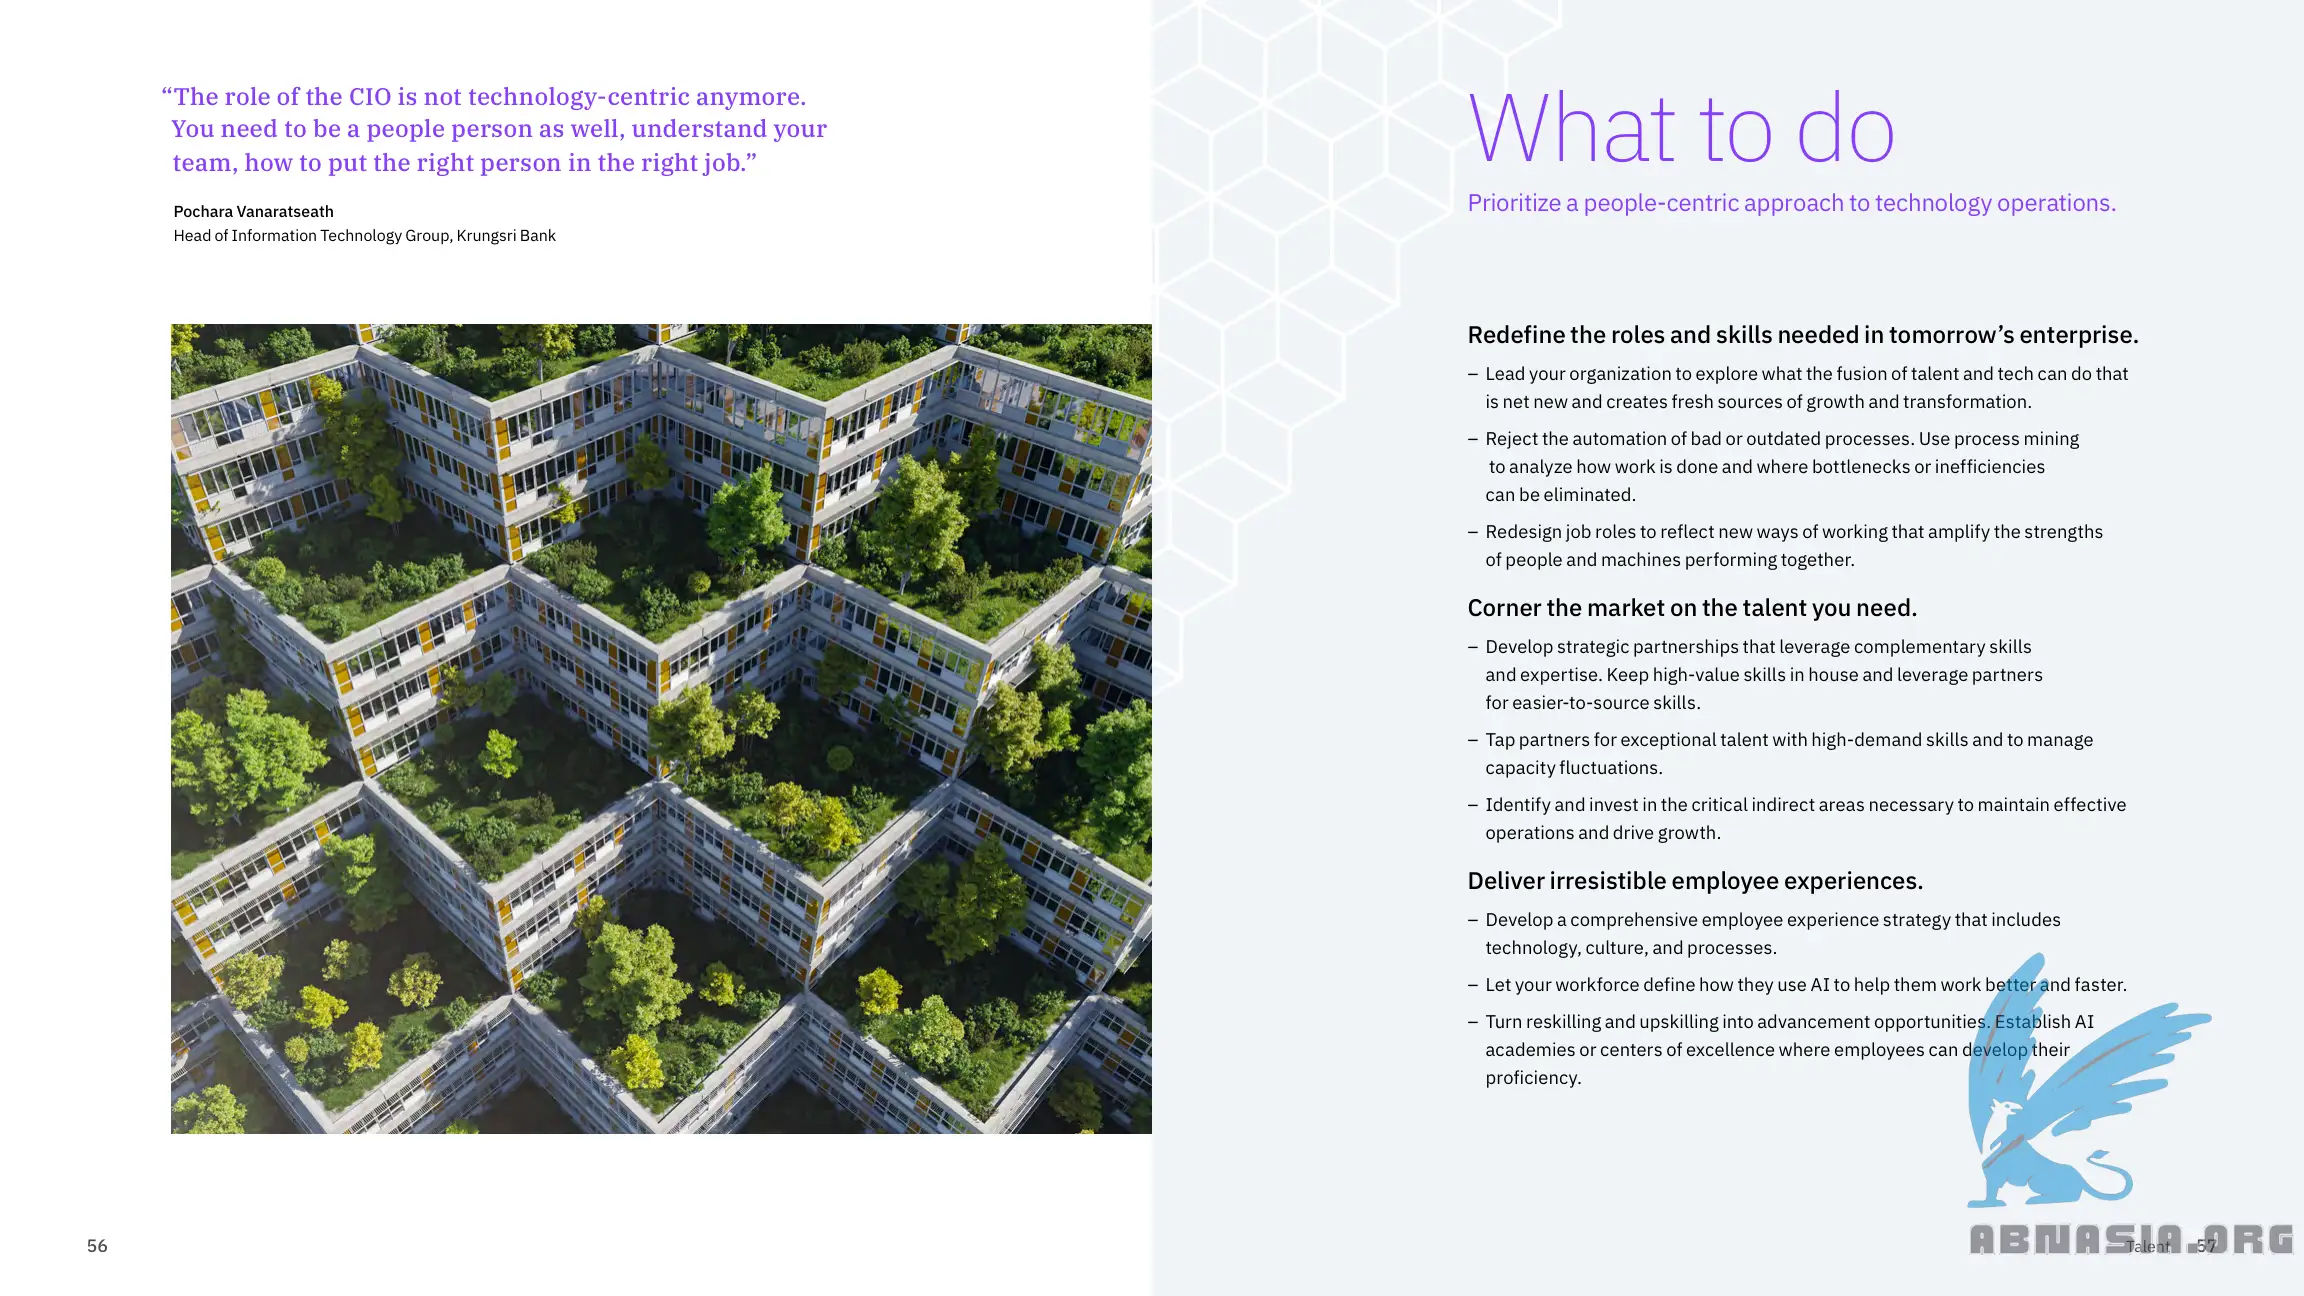 “The role of the CIO is not technology-centric anymore.
You need to be a people person as well, understand your
team, how to put the right person in the right job.”
Pochara Vanaratseath
Head of Information Technology Group, Krungsri Bank
56
What to do
Prioritize a people-centric approach to technology operations.
Redefine the roles and skills needed in tomorrow’s enterprise.
– Lead your organization to explore what the fusion of talent and tech can do that
is net new and creates fresh sources of growth and transformation.
– Reject the automation of bad or outdated processes. Use process mining
to analyze how work is done and where bottlenecks or inefficiencies
can be eliminated.
– Redesign job roles to reflect new ways of working that amplify the strengths
of people and machines performing together.
Corner the market on the talent you need.
– Develop strategic partnerships that leverage complementary skills
and expertise. Keep high-value skills in house and leverage partners
for easier-to-source skills.
– Tap partners for exceptional talent with high-demand skills and to manage
capacity fluctuations.
– Identify and invest in the critical indirect areas necessary to maintain effective
operations and drive growth.
Deliver irresistible employee experiences.
– Develop a comprehensive employee experience strategy that includes
technology, culture, and processes.
– Let your workforce define how they use AI to help them work better and faster.
– Turn reskilling and upskilling into advancement opportunities. Establish AI
academies or centers of excellence where employees can develop their
proficiency.
Talent 57
ABNASIA.ORG